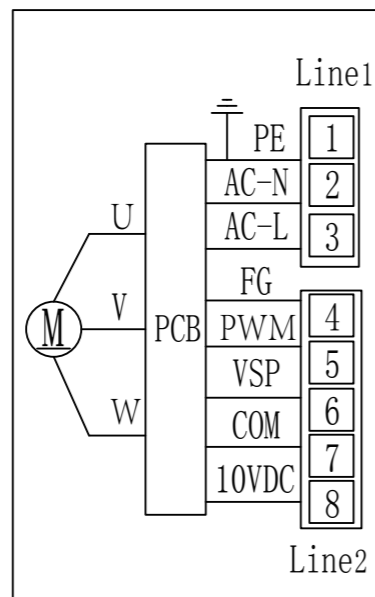 Line1
PE 1
AC-N 2
AC-L 3
U
V
W
M
PCB
FG 4
PWM 5
VSP 6
COM 7
10VDC 8
Line2